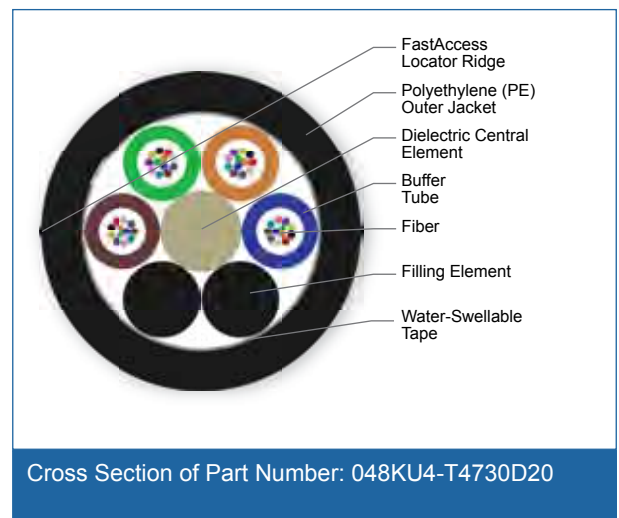 FastAccess
Locator Ridge
Polyethylene (PE)
Outer Jacket
Dielectric Central
Element
Buffer
Tube
Fiber
Filling Element
Water-Swellable
Tape
Cross Section of Part Number: 048KU4-T4730D20